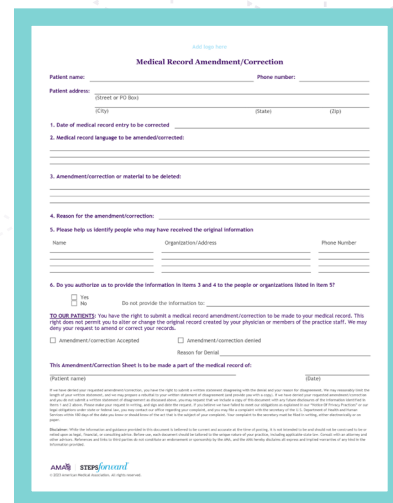 Add logo here
Medical Record Amendment/Correction
Patient name: Phone number:
Patient address:
(Street or PO Box)
(City) (State) (Zip)
1. Date of medical record entry to be corrected
2. Medical record language to be amended/corrected:
3. Amendment/correction or material to be deleted:
4. Reason for the amendment/correction:
5. Please help us identify people who may have received the original information
Name Organization/Address Phone Number
6. Do you authorize us to provide the information in items 3 and 4 to the people or organizations listed in item 5?
Yes
No Do not provide the information to:
TO OUR PATIENTS: You have the right to submit a medical record amendment/correction to be made to your medical record. This
right does not permit you to alter or change the original record created by your physician or members of the practice staff. We may
deny your request to amend or correct your records.
Amendment/correction Accepted Amendment/correction denied
Reason for Denial
This Amendment/Correction Sheet is to be made a part of the medical record of:
(Patient name) (Date)
AMA STEPSforward
© 2023 American Medical Association. All rights reserved.